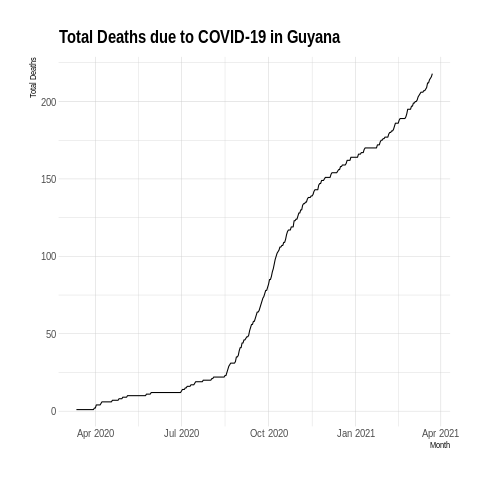 Total Deaths due to COVID-19 in Guyana
Total Deaths
200
150
100
50
0
Apr 2020 Jul 2020 Oct 2020 Jan 2021 Apr 2021
Month